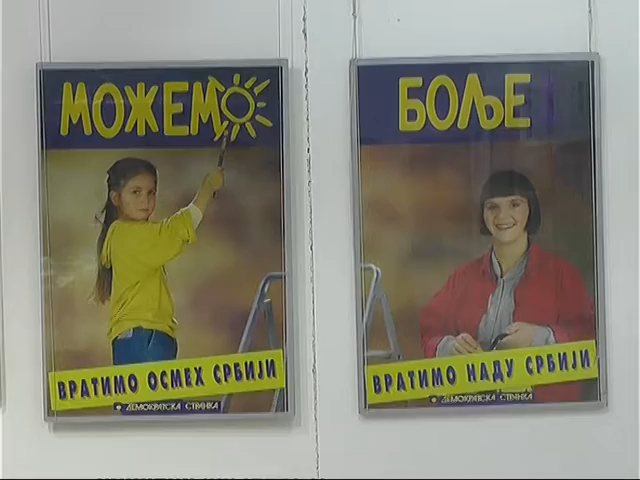 МОЖЕМО
ВРАТИМО ОСМЕХ СРБИЈИ
ДЕМОКРАТСКА СТРАНКА
БОЉЕ
ВРАТИМО НАДУ СРБИЈИ
ДЕМОКРАТСКА СТРАНКА